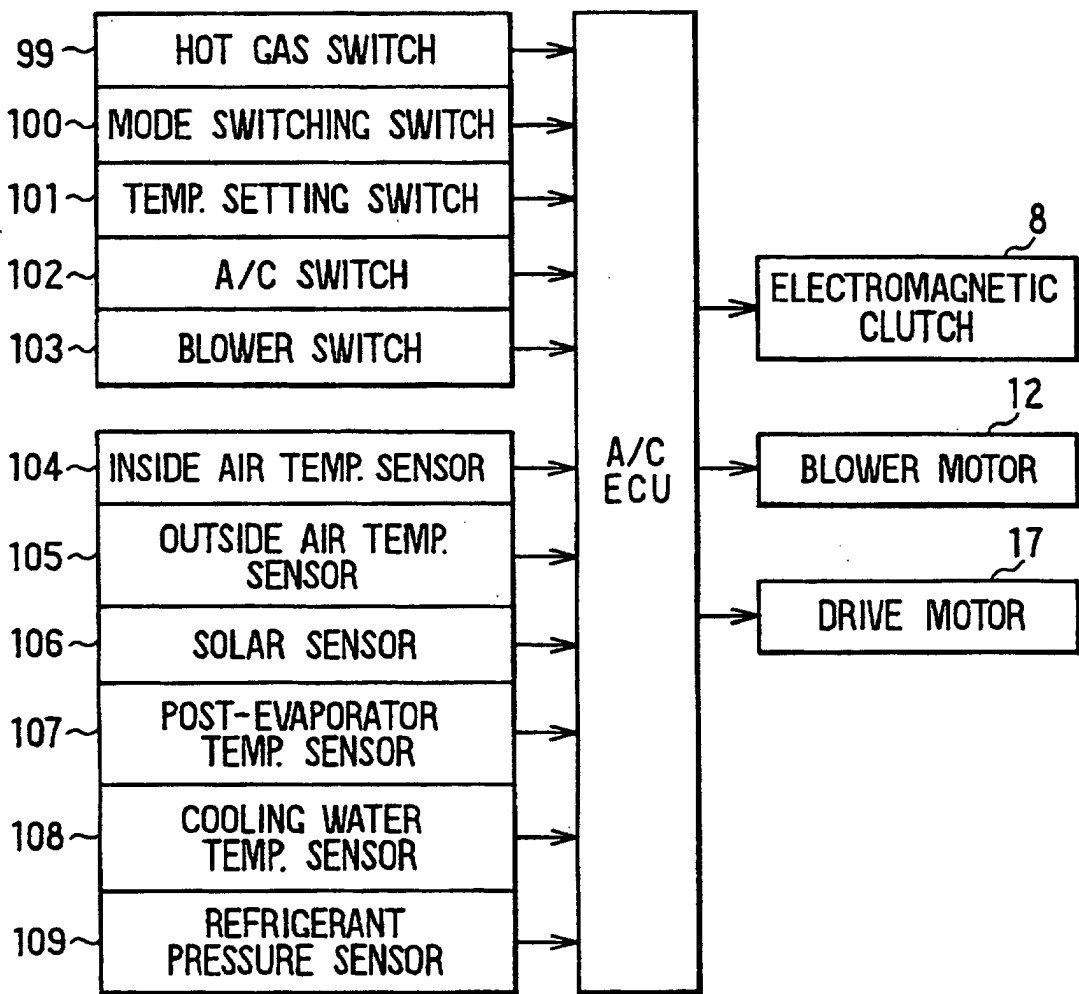 99 HOT GAS SWITCH
100 MODE SWITCHING SWITCH
101 TEMP. SETTING SWITCH
102 A/C SWITCH
103 BLOWER SWITCH
104 INSIDE AIR TEMP. SENSOR
105 OUTSIDE AIR TEMP.
SENSOR
106 SOLAR SENSOR
107 POST-EVAPORATOR
TEMP. SENSOR
108 COOLING WATER
TEMP. SENSOR
109 REFRIGERANT
PRESSURE SENSOR
A/C
ECU
8
ELECTROMAGNETIC
CLUTCH
12
BLOWER MOTOR
17
DRIVE MOTOR